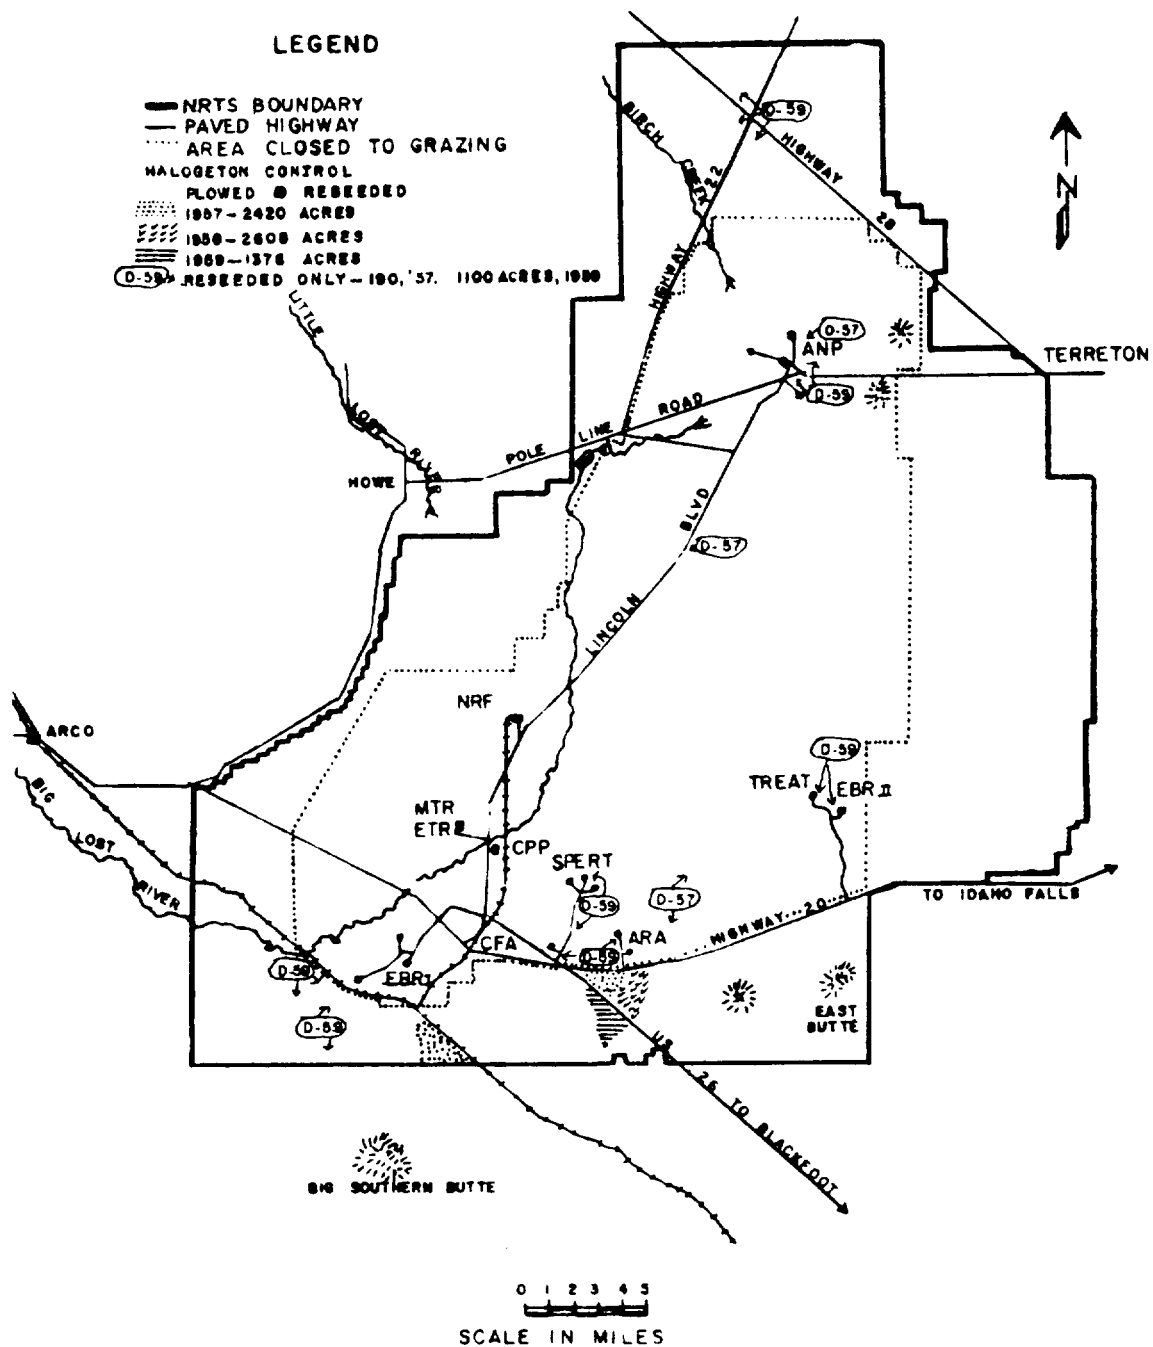 LEGEND
NRTS BOUNDARY
PAVED HIGHWAY
AREA CLOSED TO GRAZING
HALOGETON CONTROL
PLOWED & RESEEDED
1957-2420 ACRES
1958-2605 ACRES
1959-1376 ACRES
D-59 RESEEDED ONLY-190,'57. 1100 ACRES, 1959
BIRCH CREEK
HIGHWAY 22
D-59
HIGHWAY 28
N
LITTLE LOST RIVER
D-57
ANP
TERRETON
D-59
POLE LINE ROAD
HOWE
LINCOLN BLVD
D-57
NRF
ARCO
D-59
TREAT
EBR II
BIG LOST RIVER
MTR
ETR
CPP
SPERT
D-59
D-57
HIGHWAY 20
TO IDAHO FALLS
CFA
ARA
D-59
EBR I
D-59
D-59
EAST
BUTTE
US 26 TO BLACKFOOT
BIG SOUTHERN BUTTE
0 1 2 3 4 5
SCALE IN MILES